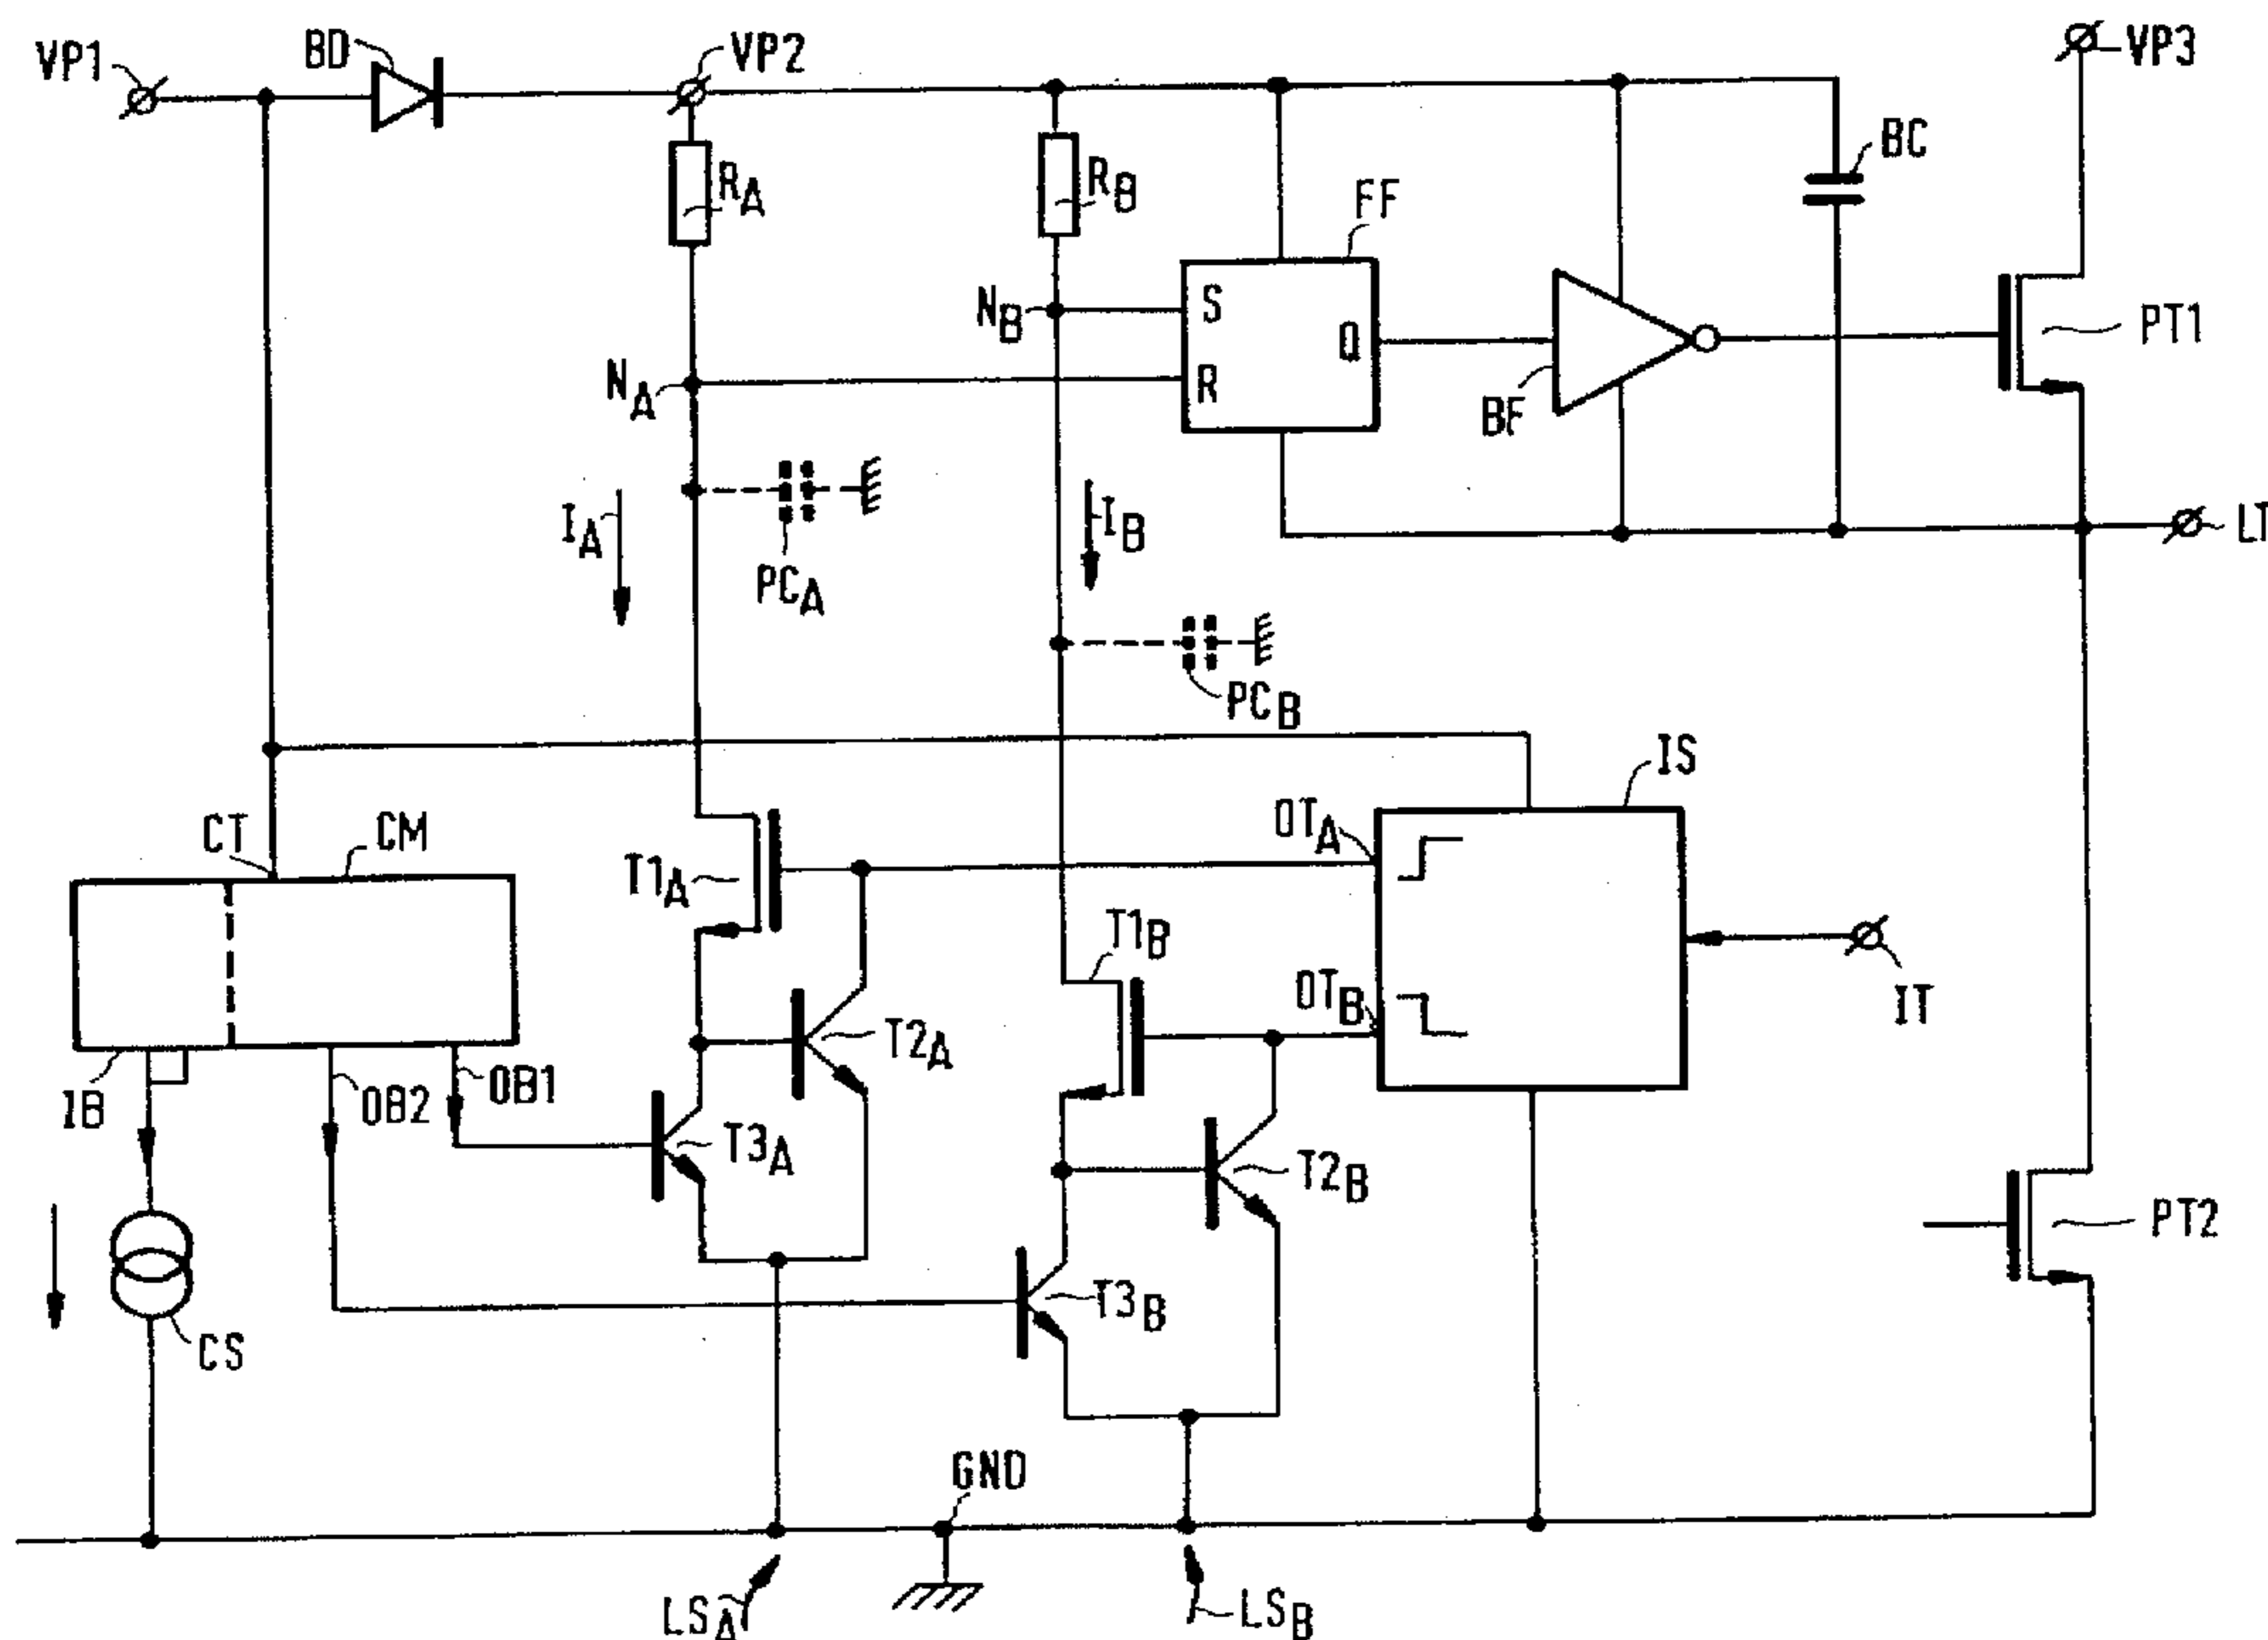 VP1
BD
VP2
VP3
RA
RB
FF
BC
S
R
Q
NB
NA
BF
PT1
LT
IA
IB
PCA
PCB
IS
CT
CM
OTA
T1A
T1B
OTB
IT
T2A
IB
OB2
OB1
T3A
T2B
PT2
T3B
CS
GND
LSA
LSB